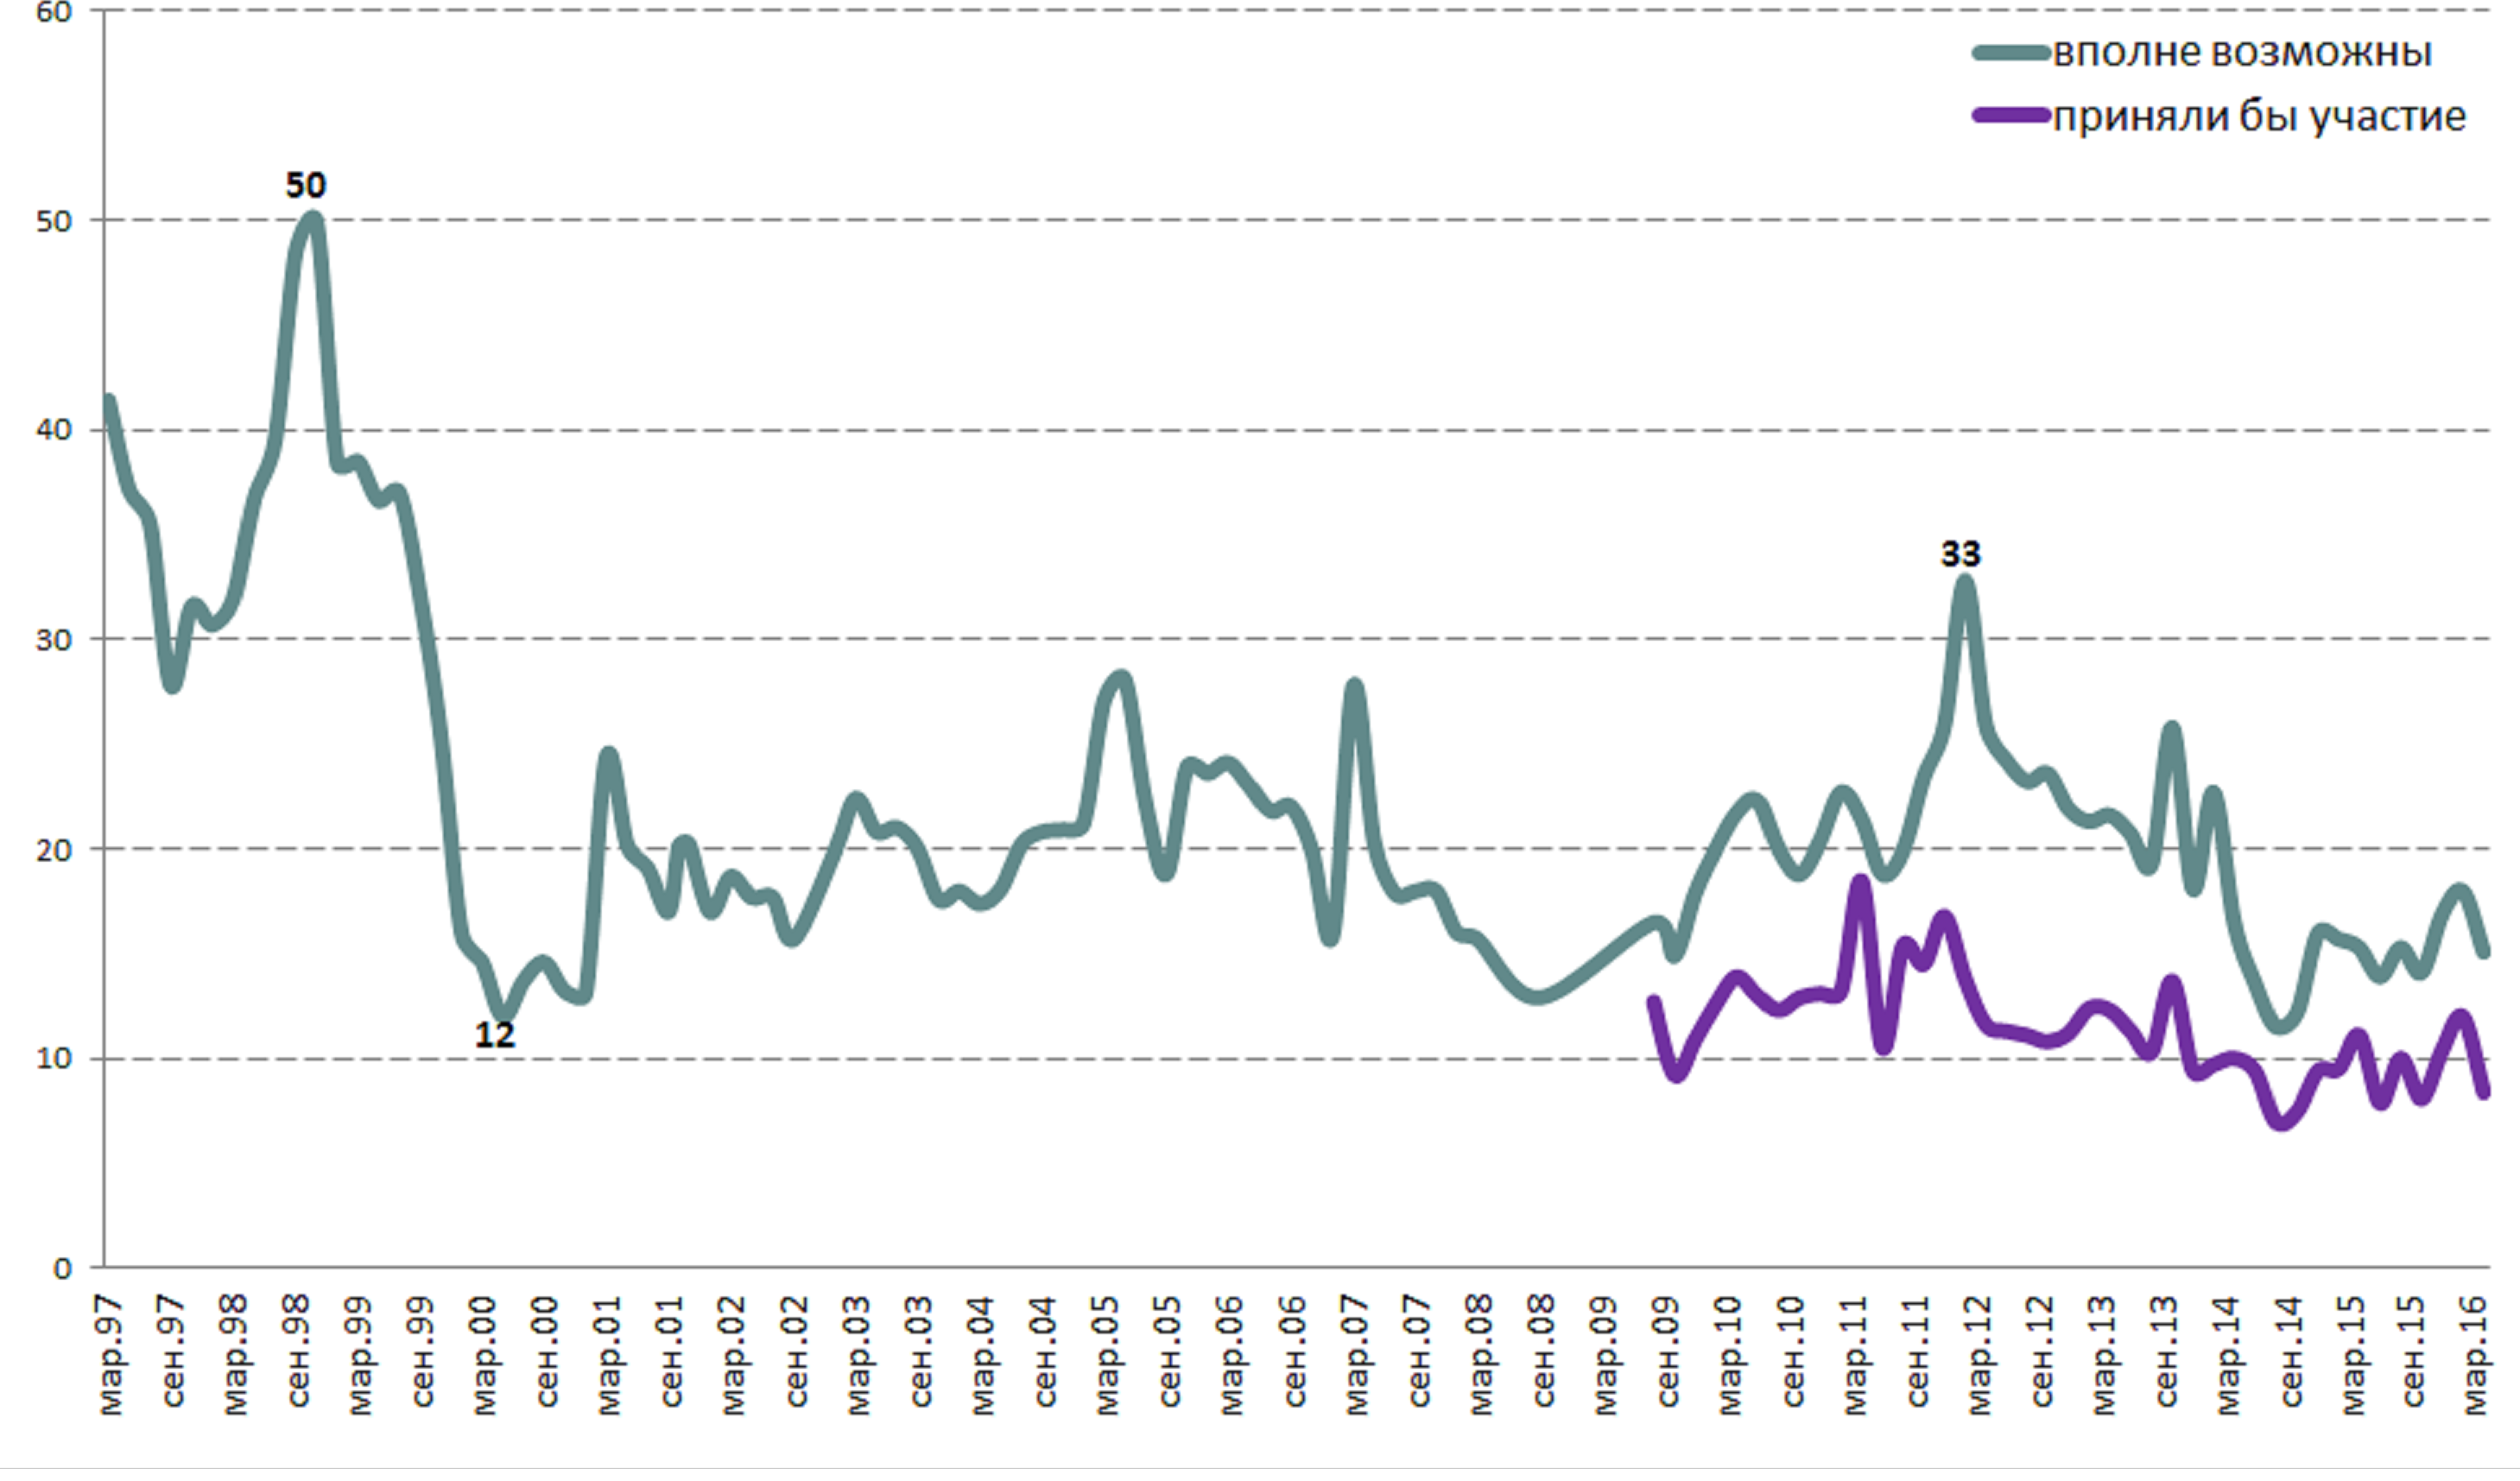 60
вполне возможны
приняли бы участие
50
50
40
33
30
20
12
10
0
мар.97
сен.97
мар.98
сен.98
мар.99
сен.99
мар.00
сен.00
мар.01
сен.01
мар.02
сен.02
мар.03
сен.03
мар.04
сен.04
мар.05
сен.05
мар.06
сен.06
мар.07
сен.07
мар.08
сен.08
мар.09
сен.09
мар.10
сен.10
мар.11
сен.11
мар.12
сен.12
мар.13
сен.13
мар.14
сен.14
мар.15
сен.15
мар.16